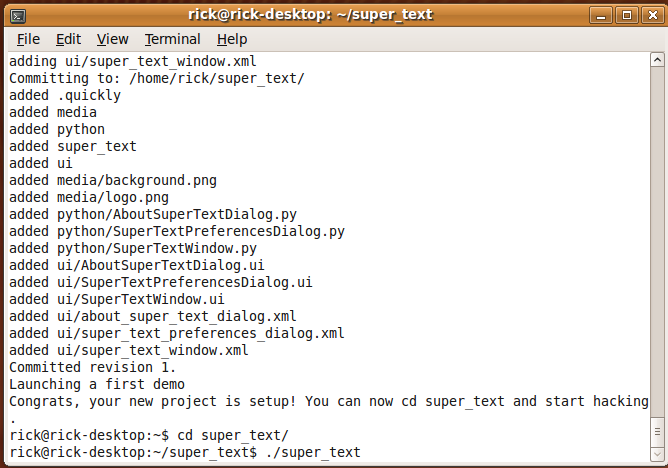 rick@rick-desktop: ~/super_text
File Edit View Terminal Help
adding ui/super_text_window.xml
Committing to: /home/rick/super_text/
added .quickly
added media
added python
added super_text
added ui
added media/background.png
added media/logo.png
added python/AboutSuperTextDialog.py
added python/SuperTextPreferencesDialog.py
added python/SuperTextWindow.py
added ui/AboutSuperTextDialog.ui
added ui/SuperTextPreferencesDialog.ui
added ui/SuperTextWindow.ui
added ui/about_super_text_dialog.xml
added ui/super_text_preferences_dialog.xml
added ui/super_text_window.xml
Committed revision 1.
Launching a first demo
Congrats, your new project is setup! You can now cd super_text and start hacking
.
rick@rick-desktop:~$ cd super_text/
rick@rick-desktop:~/super_text$ ./super_text